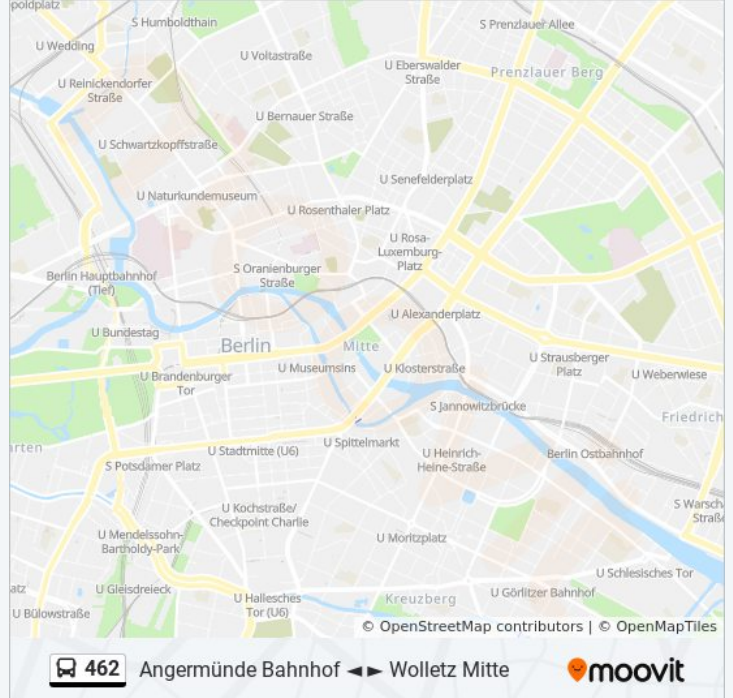 poldplatz
S Humboldthain
S Prenzlauer Allee
U Wedding
U Voltastraße
U Eberswalder
Straße
Prenzlauer Berg
U Reinickendorfer
Straße
U Bernauer Straße
U Schwartzkopffstraße
U Senefelderplatz
U Naturkundemuseum
U Rosenthaler Platz
U Rosa-
Luxemburg-
Platz
Berlin Hauptbahnhof
(Tief)
S Oranienburger
Straße
U Alexanderplatz
U Bundestag
Berlin
Mitte
U Museumsins
U Klosterstraße
U Strausberger
Platz
U Weberwiese
U Brandenburger
Tor
S Jannowitzbrücke
Friedrich
rten
U Stadtmitte (U6)
U Spittelmarkt
U Heinrich-
Heine-Straße
Berlin Ostbahnhof
S Potsdamer Platz
S Warsch
Straße
U Kochstraße/
Checkpoint Charlie
U Mendelssohn-
Bartholdy-Park
U Moritzplatz
U Schlesisches Tor
atz
U Gleisdreieck
U Hallesches
Tor (U6)
Kreuzberg
U Görlitzer Bahnhof
U Bülowstraße
© OpenStreetMap contributors | © OpenMapTiles
462 Angermünde Bahnhof ◄ ► Wolletz Mitte
moovit